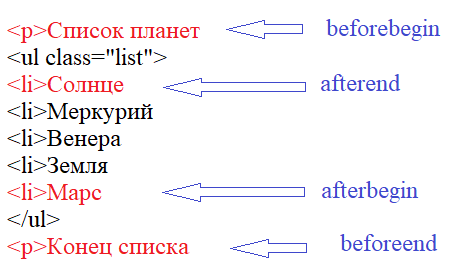 <p>Список планет beforebegin
<ul class="list">
<li>Солнце afterend
<li>Меркурий
<li>Венера
<li>Земля
<li>Марс afterbegin
</ul>
<p>Конец списка beforeend